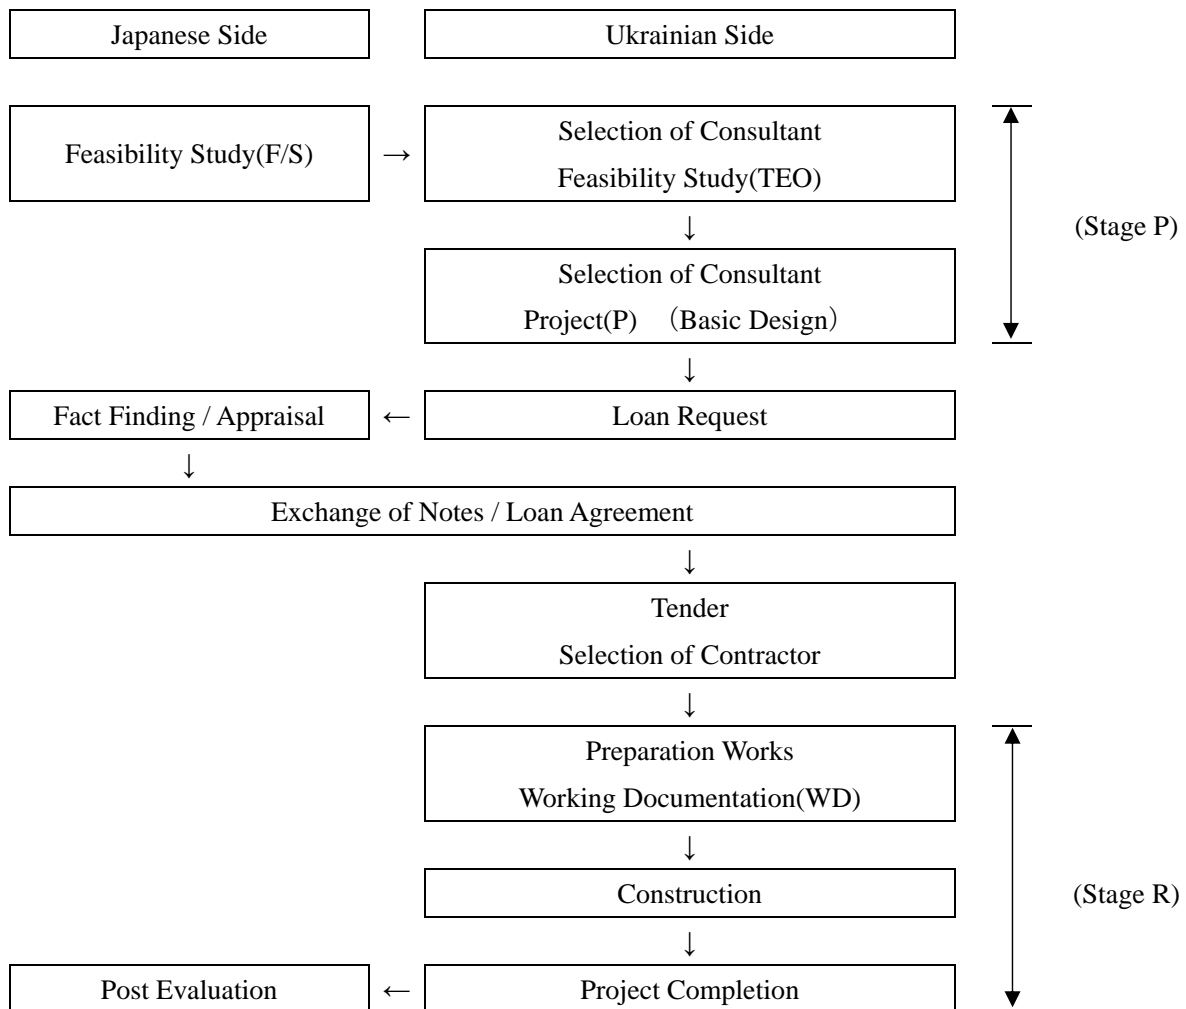 Japanese Side
Ukrainian Side
Feasibility Study(F/S)
→
Selection of Consultant
Feasibility Study(TEO)
(Stage P)
↓
Selection of Consultant
Project(P) （Basic Design）
↓
Fact Finding / Appraisal
←
Loan Request
↓
Exchange of Notes / Loan Agreement
↓
Tender
Selection of Contractor
↓
Preparation Works
Working Documentation(WD)
↓
Construction
(Stage R)
↓
Post Evaluation
←
Project Completion